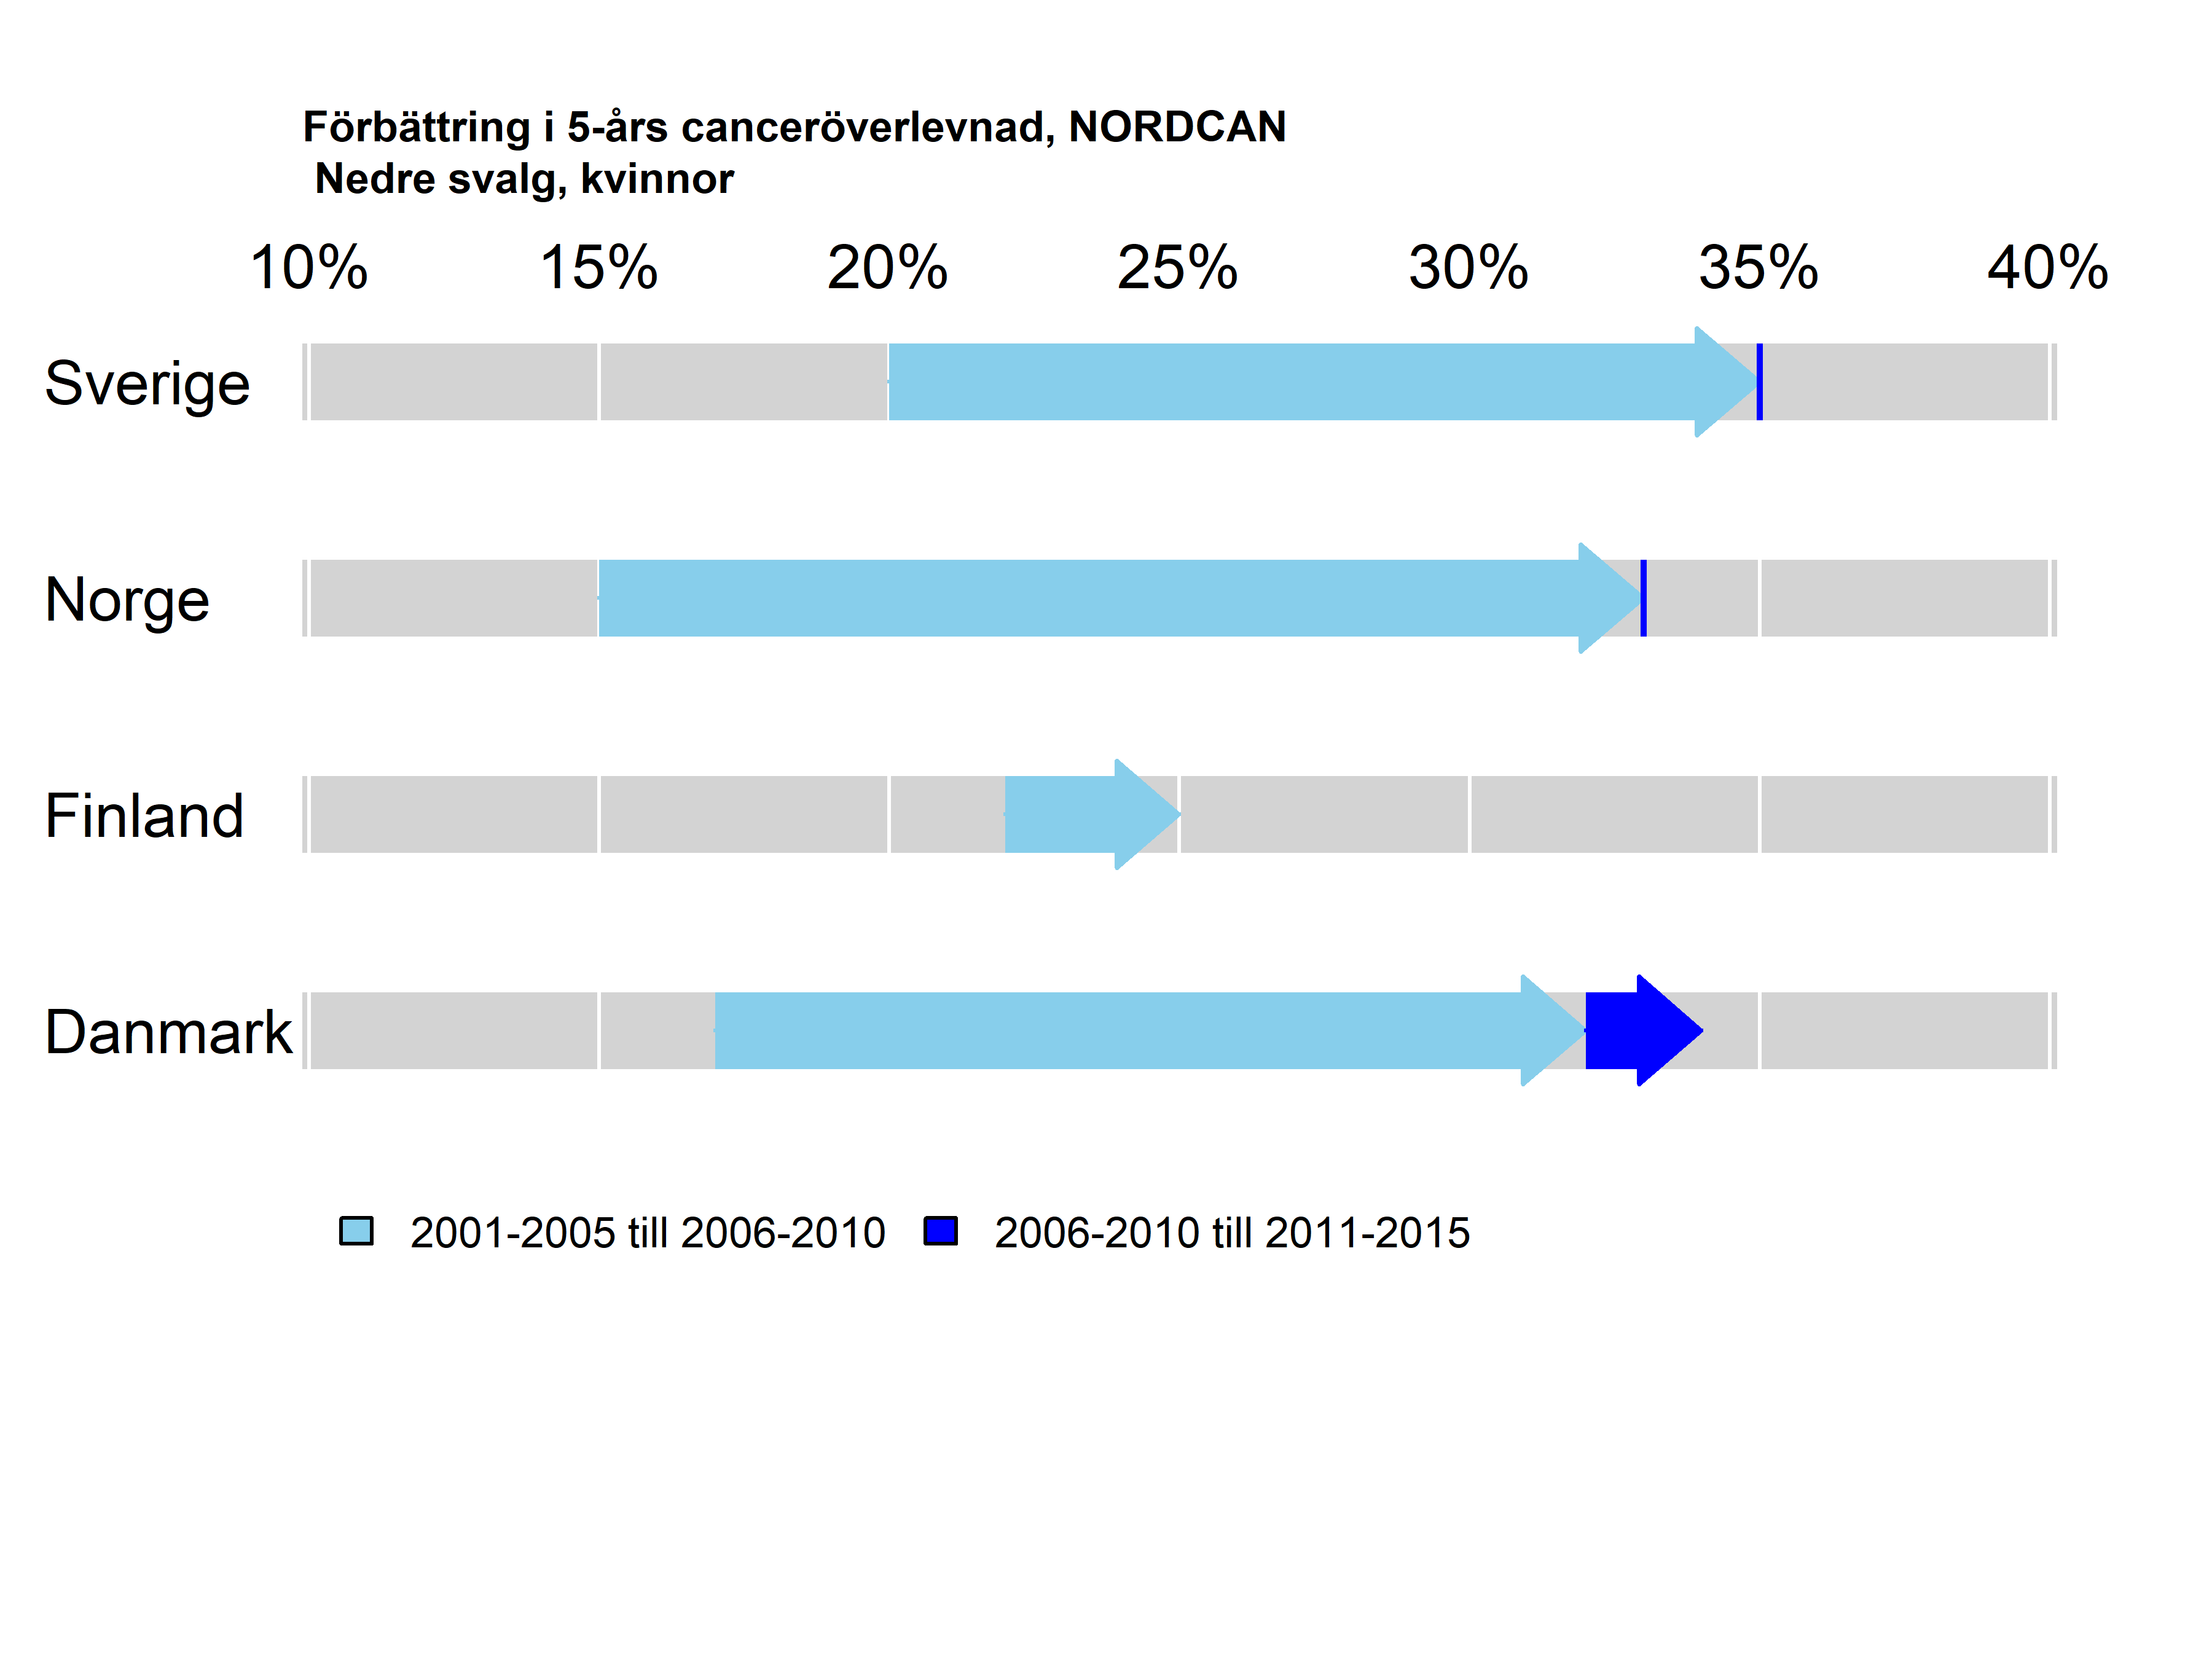 Förbättring i 5-års canceröverlevnad, NORDCAN
Nedre svalg, kvinnor
10% 15% 20% 25% 30% 35% 40%
Sverige
Norge
Finland
Danmark
2001-2005 till 2006-2010 2006-2010 till 2011-2015